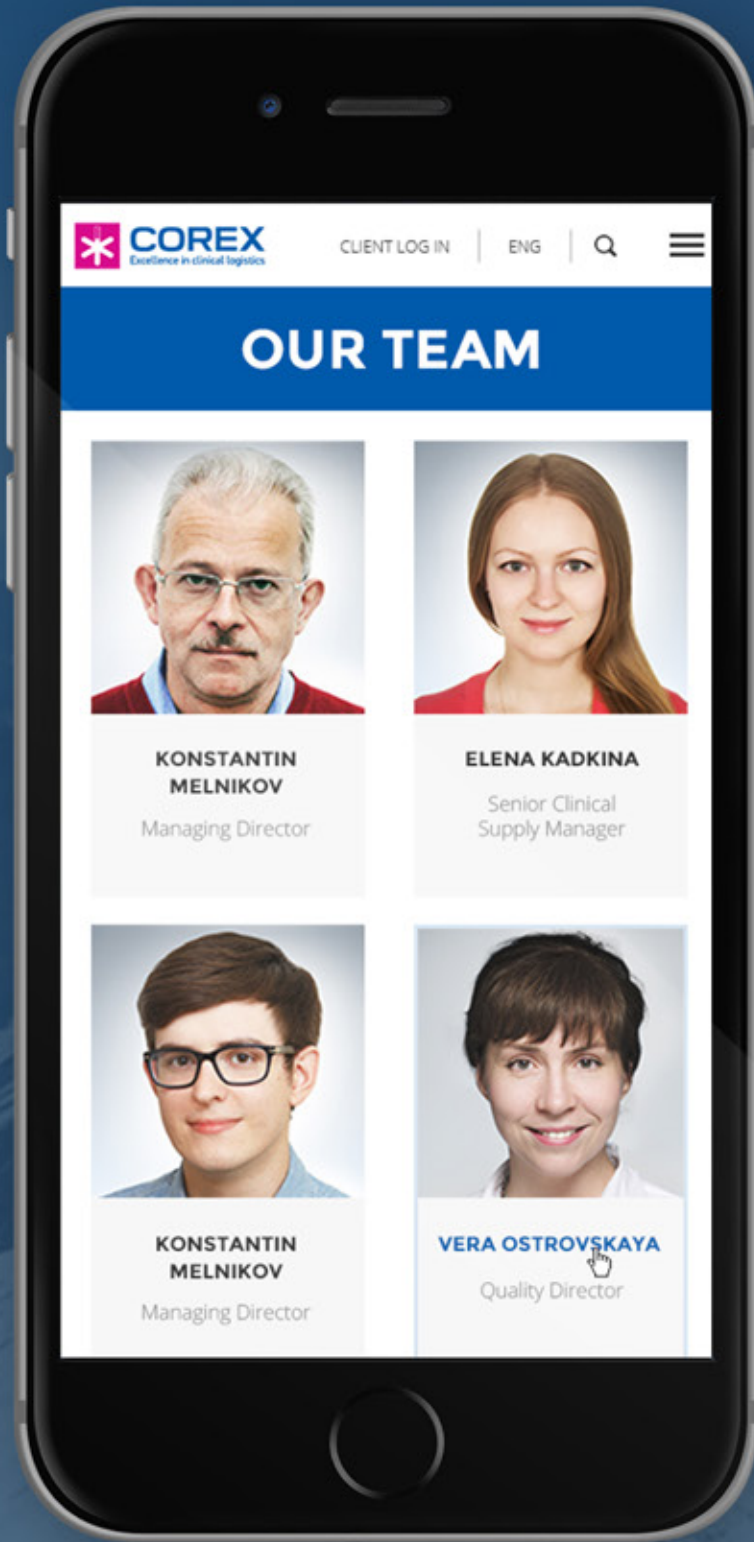 COREX
Excellence in clinical logistics
CLIENT LOG IN
ENG
OUR TEAM
KONSTANTIN
MELNIKOV
Managing Director
ELENA KADKINA
Senior Clinical
Supply Manager
KONSTANTIN
MELNIKOV
Managing Director
VERA OSTROVSKAYA
Quality Director